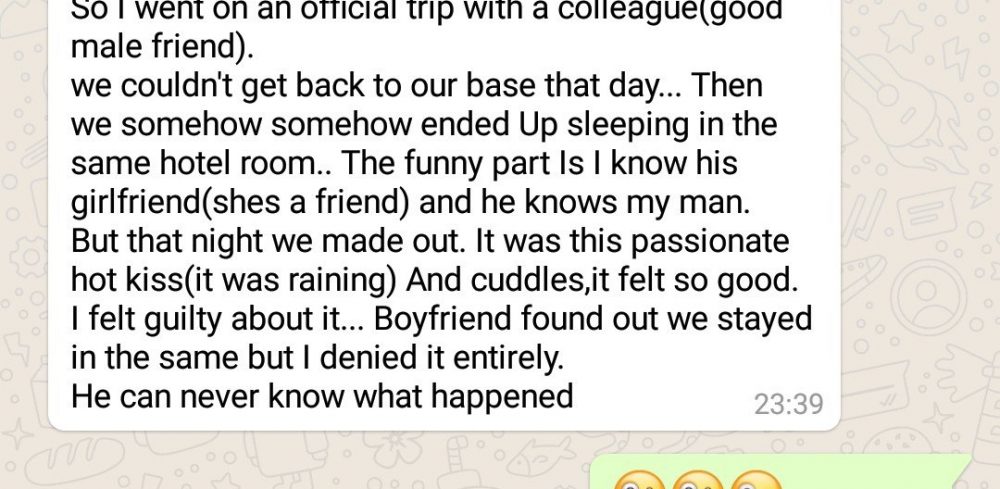 So I went on an official trip with a colleague(good
male friend).
we couldn't get back to our base that day... Then
we somehow somehow ended Up sleeping in the
same hotel room.. The funny part Is I know his
girlfriend(shes a friend) and he knows my man.
But that night we made out. It was this passionate
hot kiss(it was raining) And cuddles,it felt so good.
I felt guilty about it... Boyfriend found out we stayed
in the same but I denied it entirely.
He can never know what happened
23:39